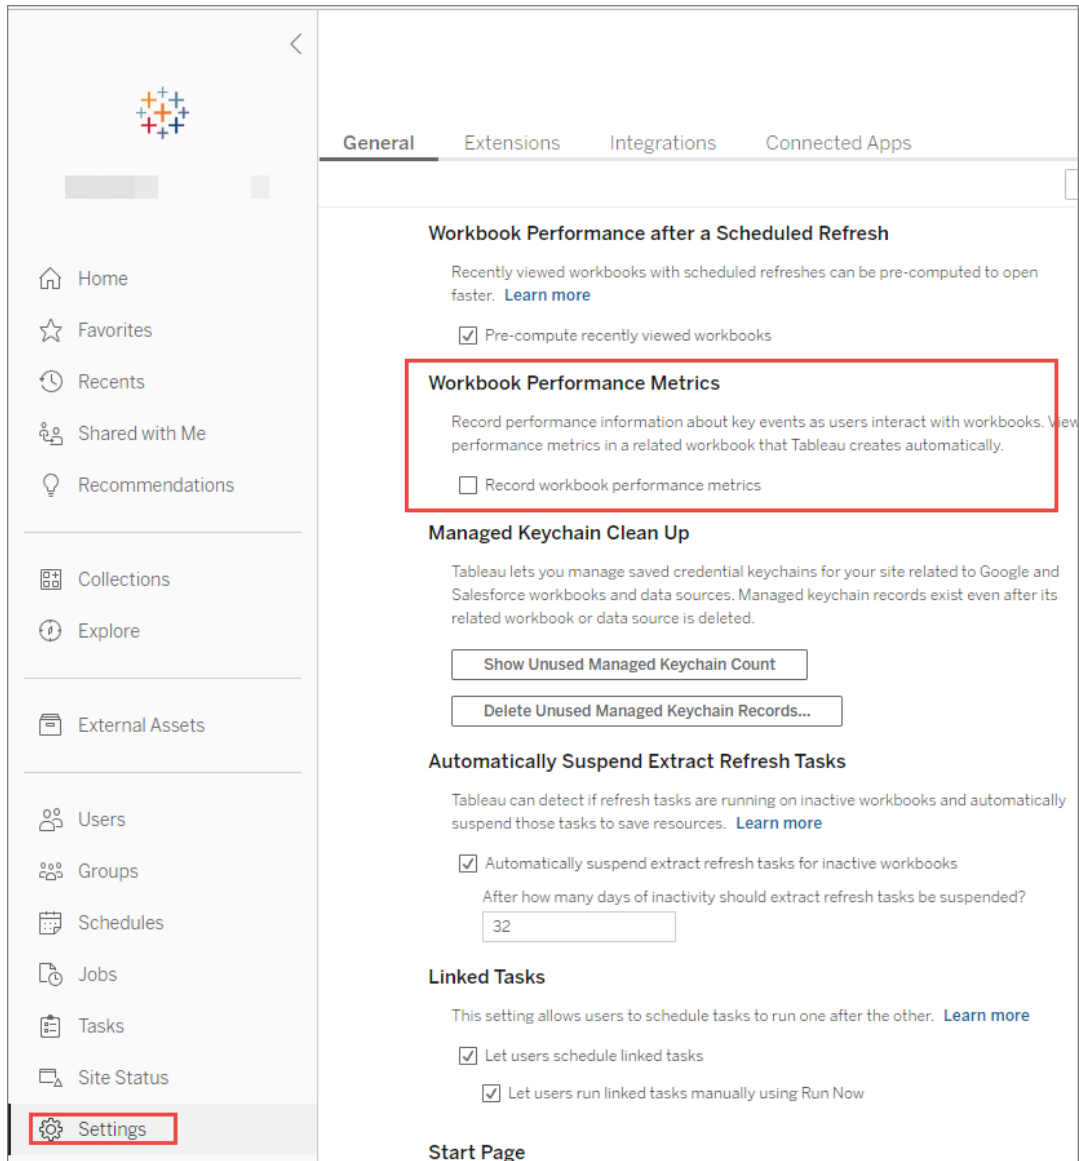 General
Extensions
Integrations
Connected Apps
Home
Favorites
Recents
Shared with Me
Recommendations
Collections
Explore
External Assets
Users
Groups
Schedules
Jobs
Tasks
Site Status
Settings
Workbook Performance after a Scheduled Refresh
Recently viewed workbooks with scheduled refreshes can be pre-computed to open
faster. Learn more
Pre-compute recently viewed workbooks
Workbook Performance Metrics
Record performance information about key events as users interact with workbooks. View
performance metrics in a related workbook that Tableau creates automatically.
Record workbook performance metrics
Managed Keychain Clean Up
Tableau lets you manage saved credential keychains for your site related to Google and
Salesforce workbooks and data sources. Managed keychain records exist even after its
related workbook or data source is deleted.
Show Unused Managed Keychain Count
Delete Unused Managed Keychain Records...
Automatically Suspend Extract Refresh Tasks
Tableau can detect if refresh tasks are running on inactive workbooks and automatically
suspend those tasks to save resources. Learn more
Automatically suspend extract refresh tasks for inactive workbooks
After how many days of inactivity should extract refresh tasks be suspended?
32
Linked Tasks
This setting allows users to schedule tasks to run one after the other. Learn more
Let users schedule linked tasks
Let users run linked tasks manually using Run Now
Start Page